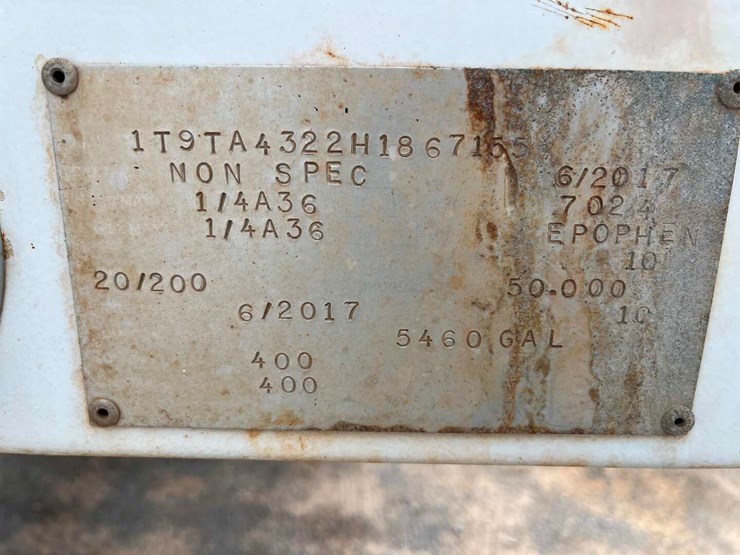 1T9TA4322H1867155
NON SPEC 6/2017
1/4A36 7024
1/4A36 EPOPHEN
10
20/200 50.000
6/2017 10
5460 GAL
400
400